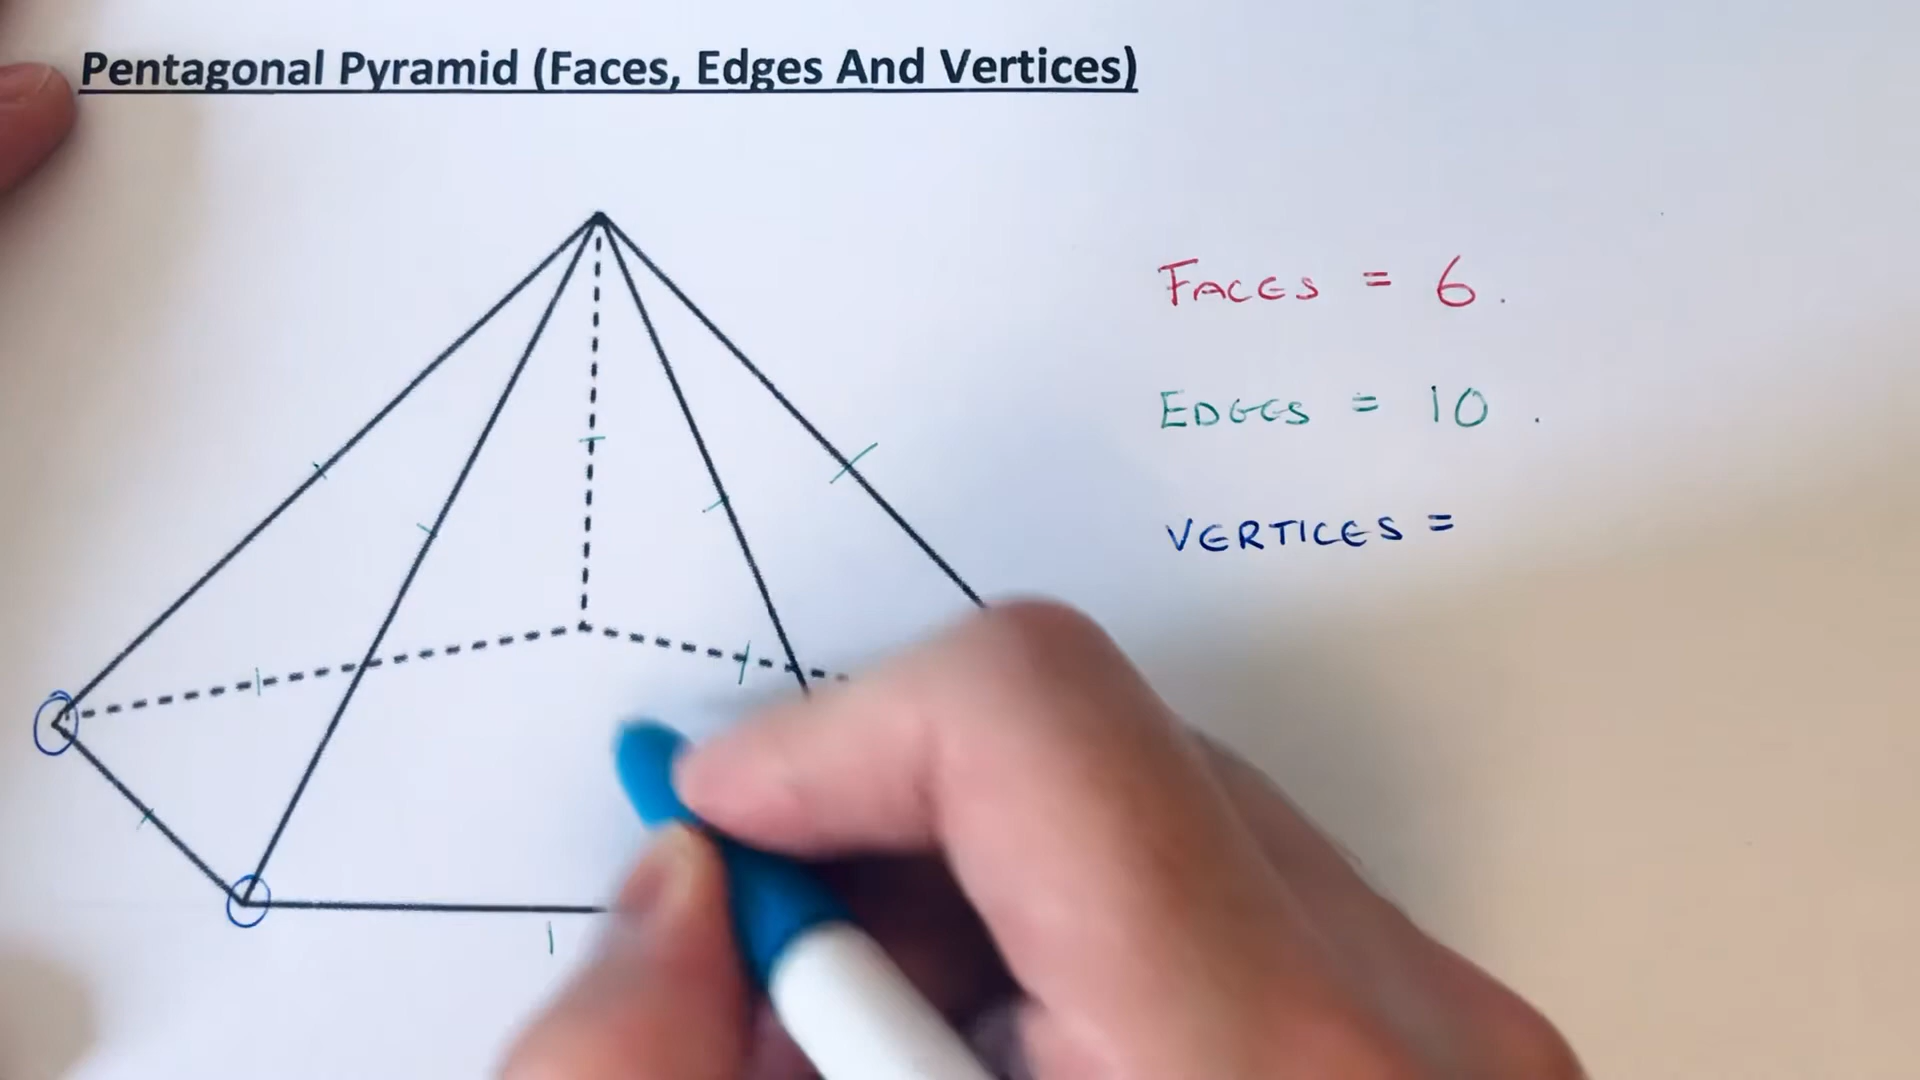 Pentagonal Pyramid (Faces, Edges And Vertices)
FACES = 6.
EDGES = 10.
VERTICES =